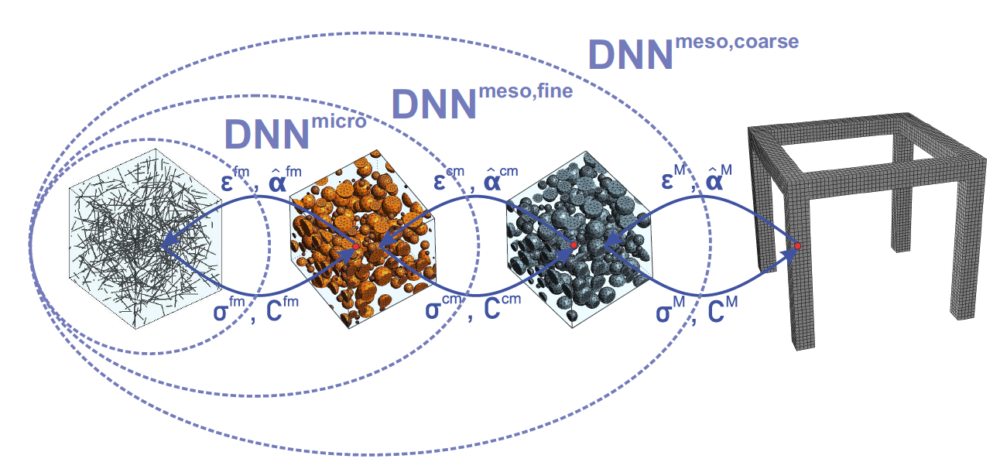 DNN^meso,coarse
DNN^meso,fine
DNN^micro
ε^fm, α̂^fm
ε^cm, α̂^cm
ε^M, α̂^M
σ^fm, C^fm
σ^cm, C^cm
σ^M, C^M